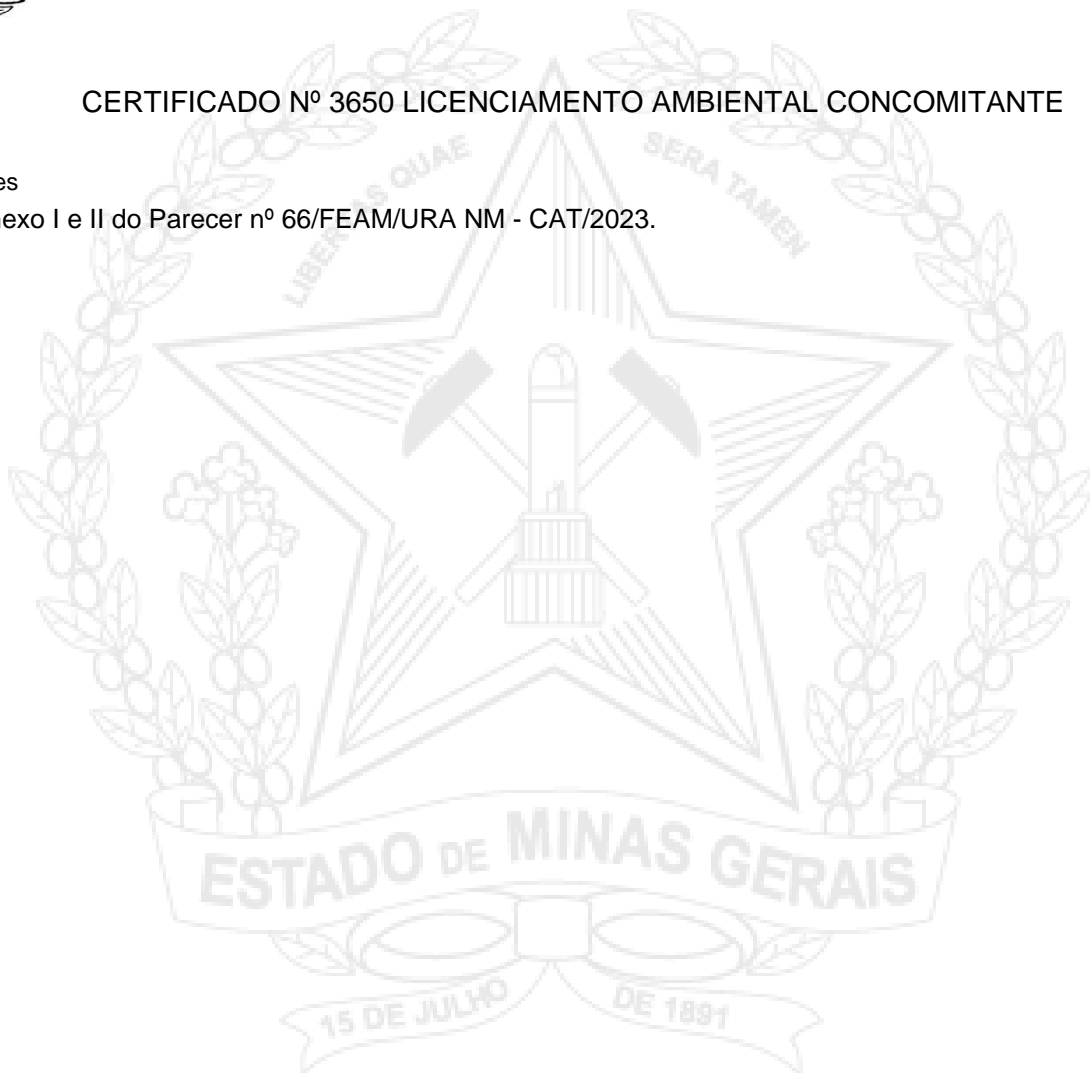 CERTIFICADO Nº 3650 LICENCIAMENTO AMBIENTAL CONCOMITANTE
es
nexo I e II do Parecer nº 66/FEAM/URA NM - CAT/2023.
LIBERTAS QUAE SERA TAMEN
ESTADO DE MINAS GERAIS
15 DE JULHO DE 1891